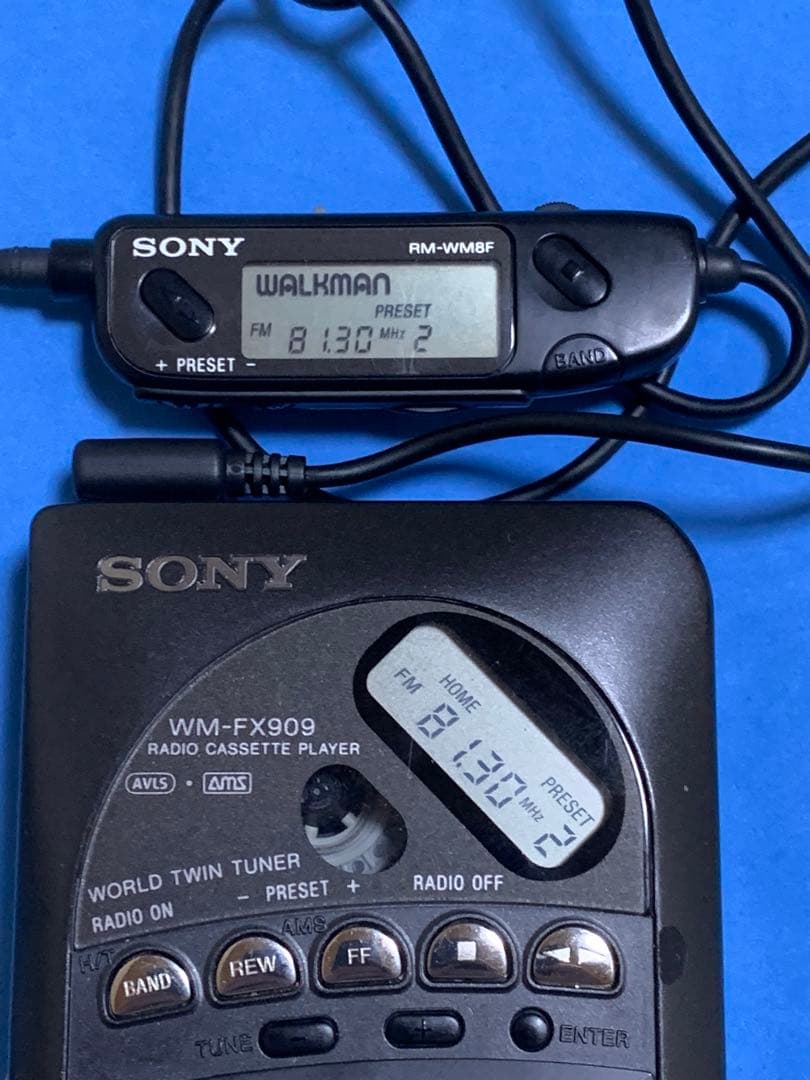 SONY
RM-WM8F
WALKMAN
PRESET
FM 81.30 MHz 2
+ PRESET -
BAND
SONY
HOME
FM 81.30 MHz PRESET 2
WM-FX909
RADIO CASSETTE PLAYER
AVLS · AMS
WORLD TWIN TUNER
RADIO ON
- PRESET +
RADIO OFF
H/T
AMS
BAND
REW
FF
TUNE - +
ENTER